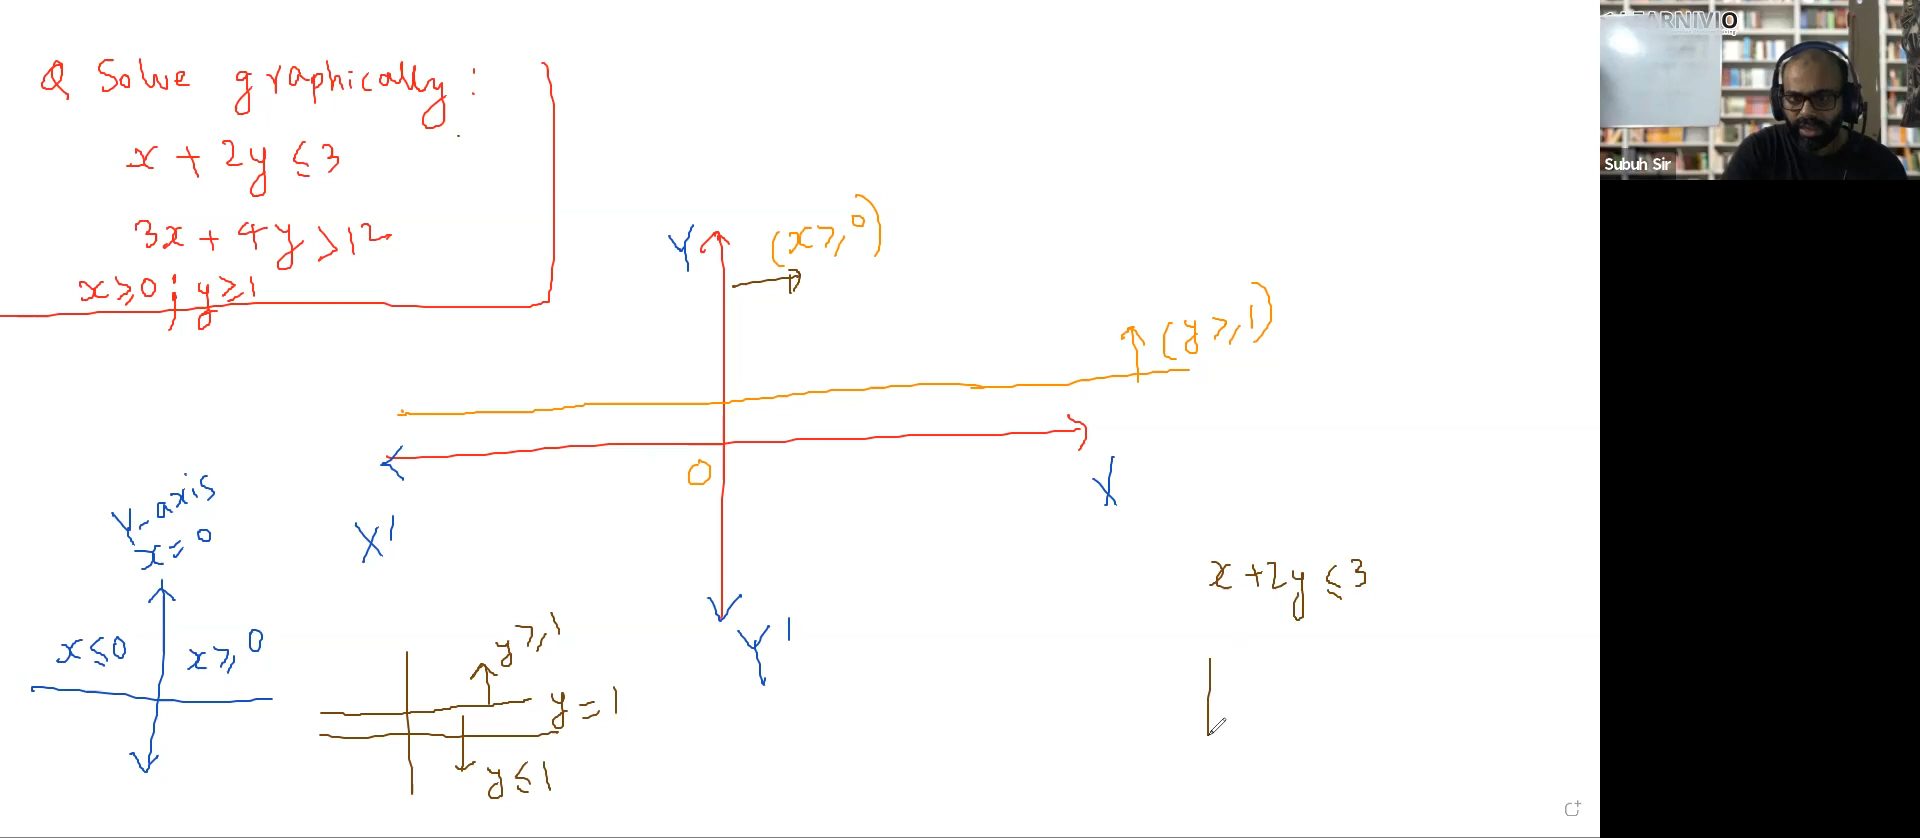 Q Solve graphically:
x + 2y ≤ 3
3x + 4y > 12
x ≥ 0 ; y ≥ 1
Y
(x ≥ 0)
(y ≥ 1)
O
X
X'
Y'
Y-axis
x = 0
x ≤ 0
x ≥ 0
y ≥ 1
y = 1
y ≤ 1
x + 2y ≤ 3
LEARNIVIO
Subuh Sir